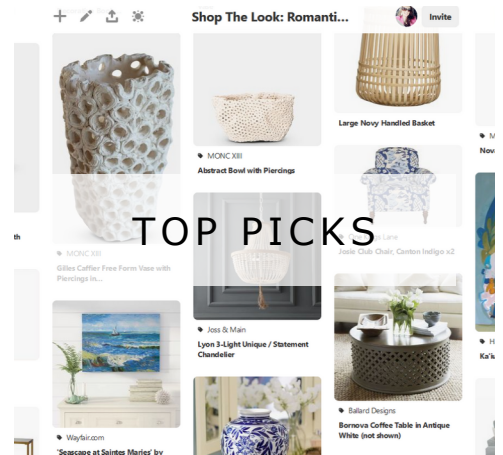 Shop The Look: Romanti...
Invite
MONC XIII
Gilles Caffier Free Form Vase with
Piercings in...
Wayfair.com
'Seascape at Saintes Maries' by
MONC XIII
Abstract Bowl with Piercings
Joss & Main
Lyon 3-Light Unique / Statement
Chandelier
Large Novy Handled Basket
Lane
Josie Club Chair, Canton Indigo x2
Ballard Designs
Bornova Coffee Table in Antique
White (not shown)
TOP PICKS